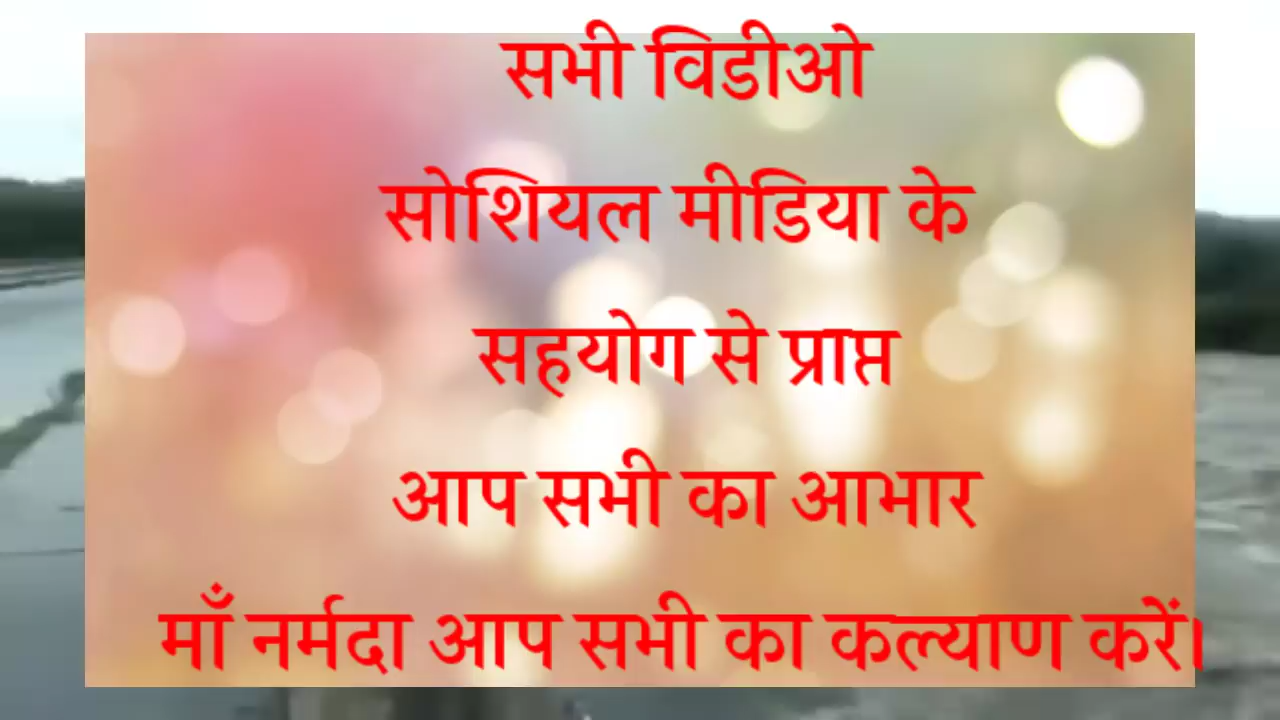 सभी विडीओ
सोशियल मीडिया के
सहयोग से प्राप्त
आप सभी का आभार
माँ नर्मदा आप सभी का कल्याण करें।